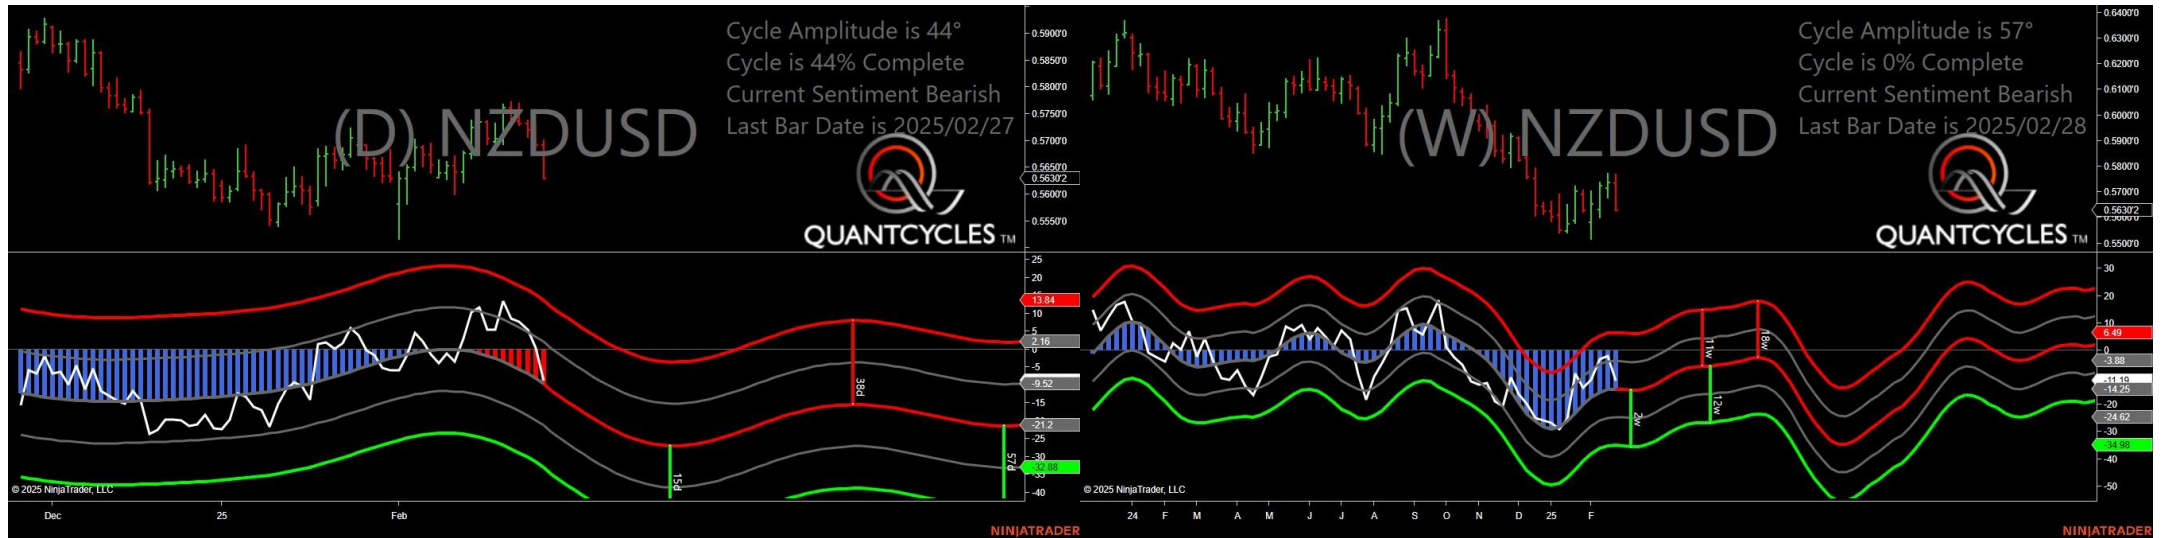 Cycle Amplitude is 44°
Cycle is 44% Complete
Current Sentiment Bearish
Last Bar Date is 2025/02/27
(D) NZDUSD
QUANTCYCLES TM
0.5900'0
0.5850'0
0.5800'0
0.5750'0
0.5700'0
0.5650'0
0.5630'2
0.5600'0
0.5550'0
25
20
13.84
10
5
2.16
0
-5
-9.52
-15
-21.2
-25
-30
-32.88
-40
38d
15d
57d
© 2025 NinjaTrader, LLC
Dec
25
Feb
NINJATRADER
Cycle Amplitude is 57°
Cycle is 0% Complete
Current Sentiment Bearish
Last Bar Date is 2025/02/28
(W) NZDUSD
QUANTCYCLES TM
0.6400'0
0.6300'0
0.6200'0
0.6100'0
0.6000'0
0.5900'0
0.5800'0
0.5700'0
0.5630'2
0.5500'0
30
20
10
6.49
0
-3.88
-11.19
-14.25
-20
-24.62
-30
-34.98
-40
-50
11w
18w
12w
2w
© 2025 NinjaTrader, LLC
24 F M A M J J A S O N D 25 F
NINJATRADER